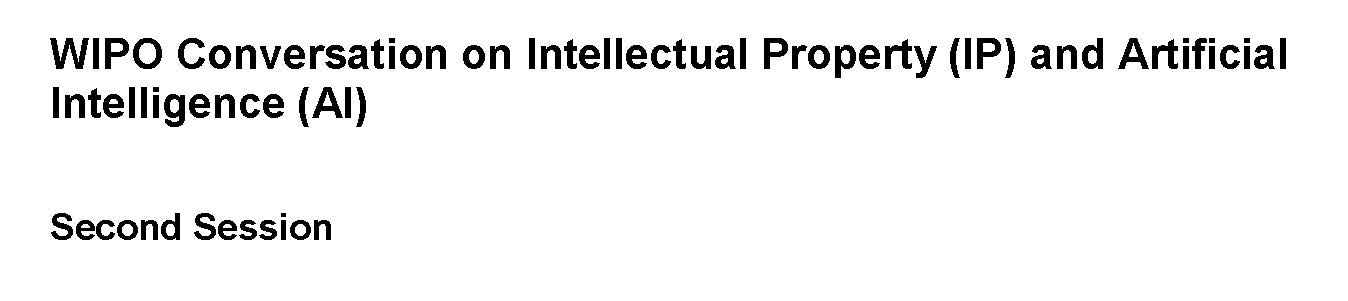 WIPO Conversation on Intellectual Property (IP) and Artificial
Intelligence (AI)
Second Session